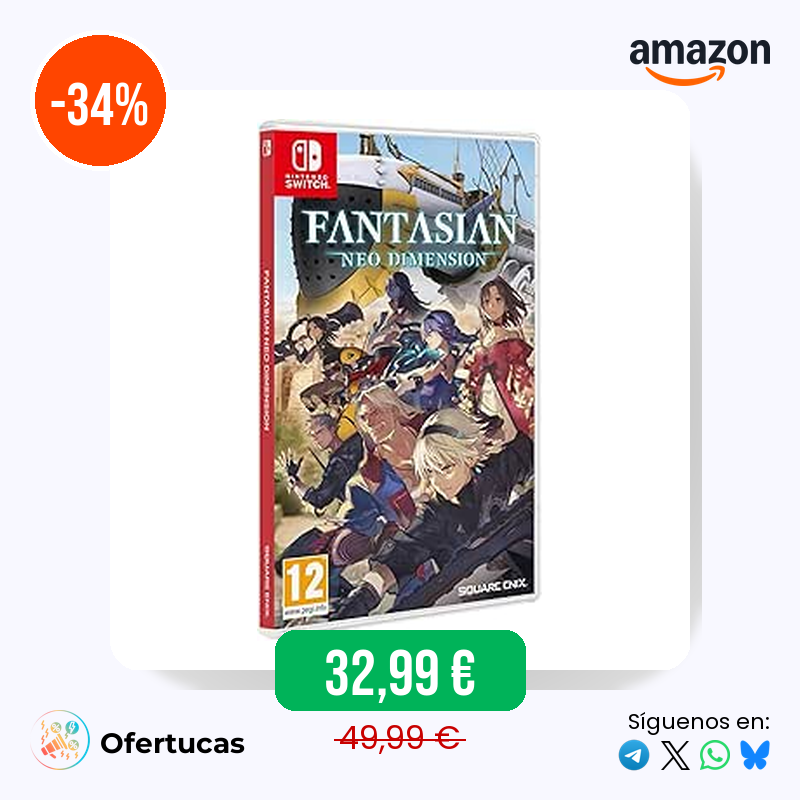 -34%
amazon
NINTENDO
SWITCH
FANTASIAN
NEO DIMENSION
FANTASIAN NEO DIMENSION
SQUARE ENIX
12
www.pegi.info
SQUARE ENIX
32,99 €
49,99 €
Ofertucas
Síguenos en: